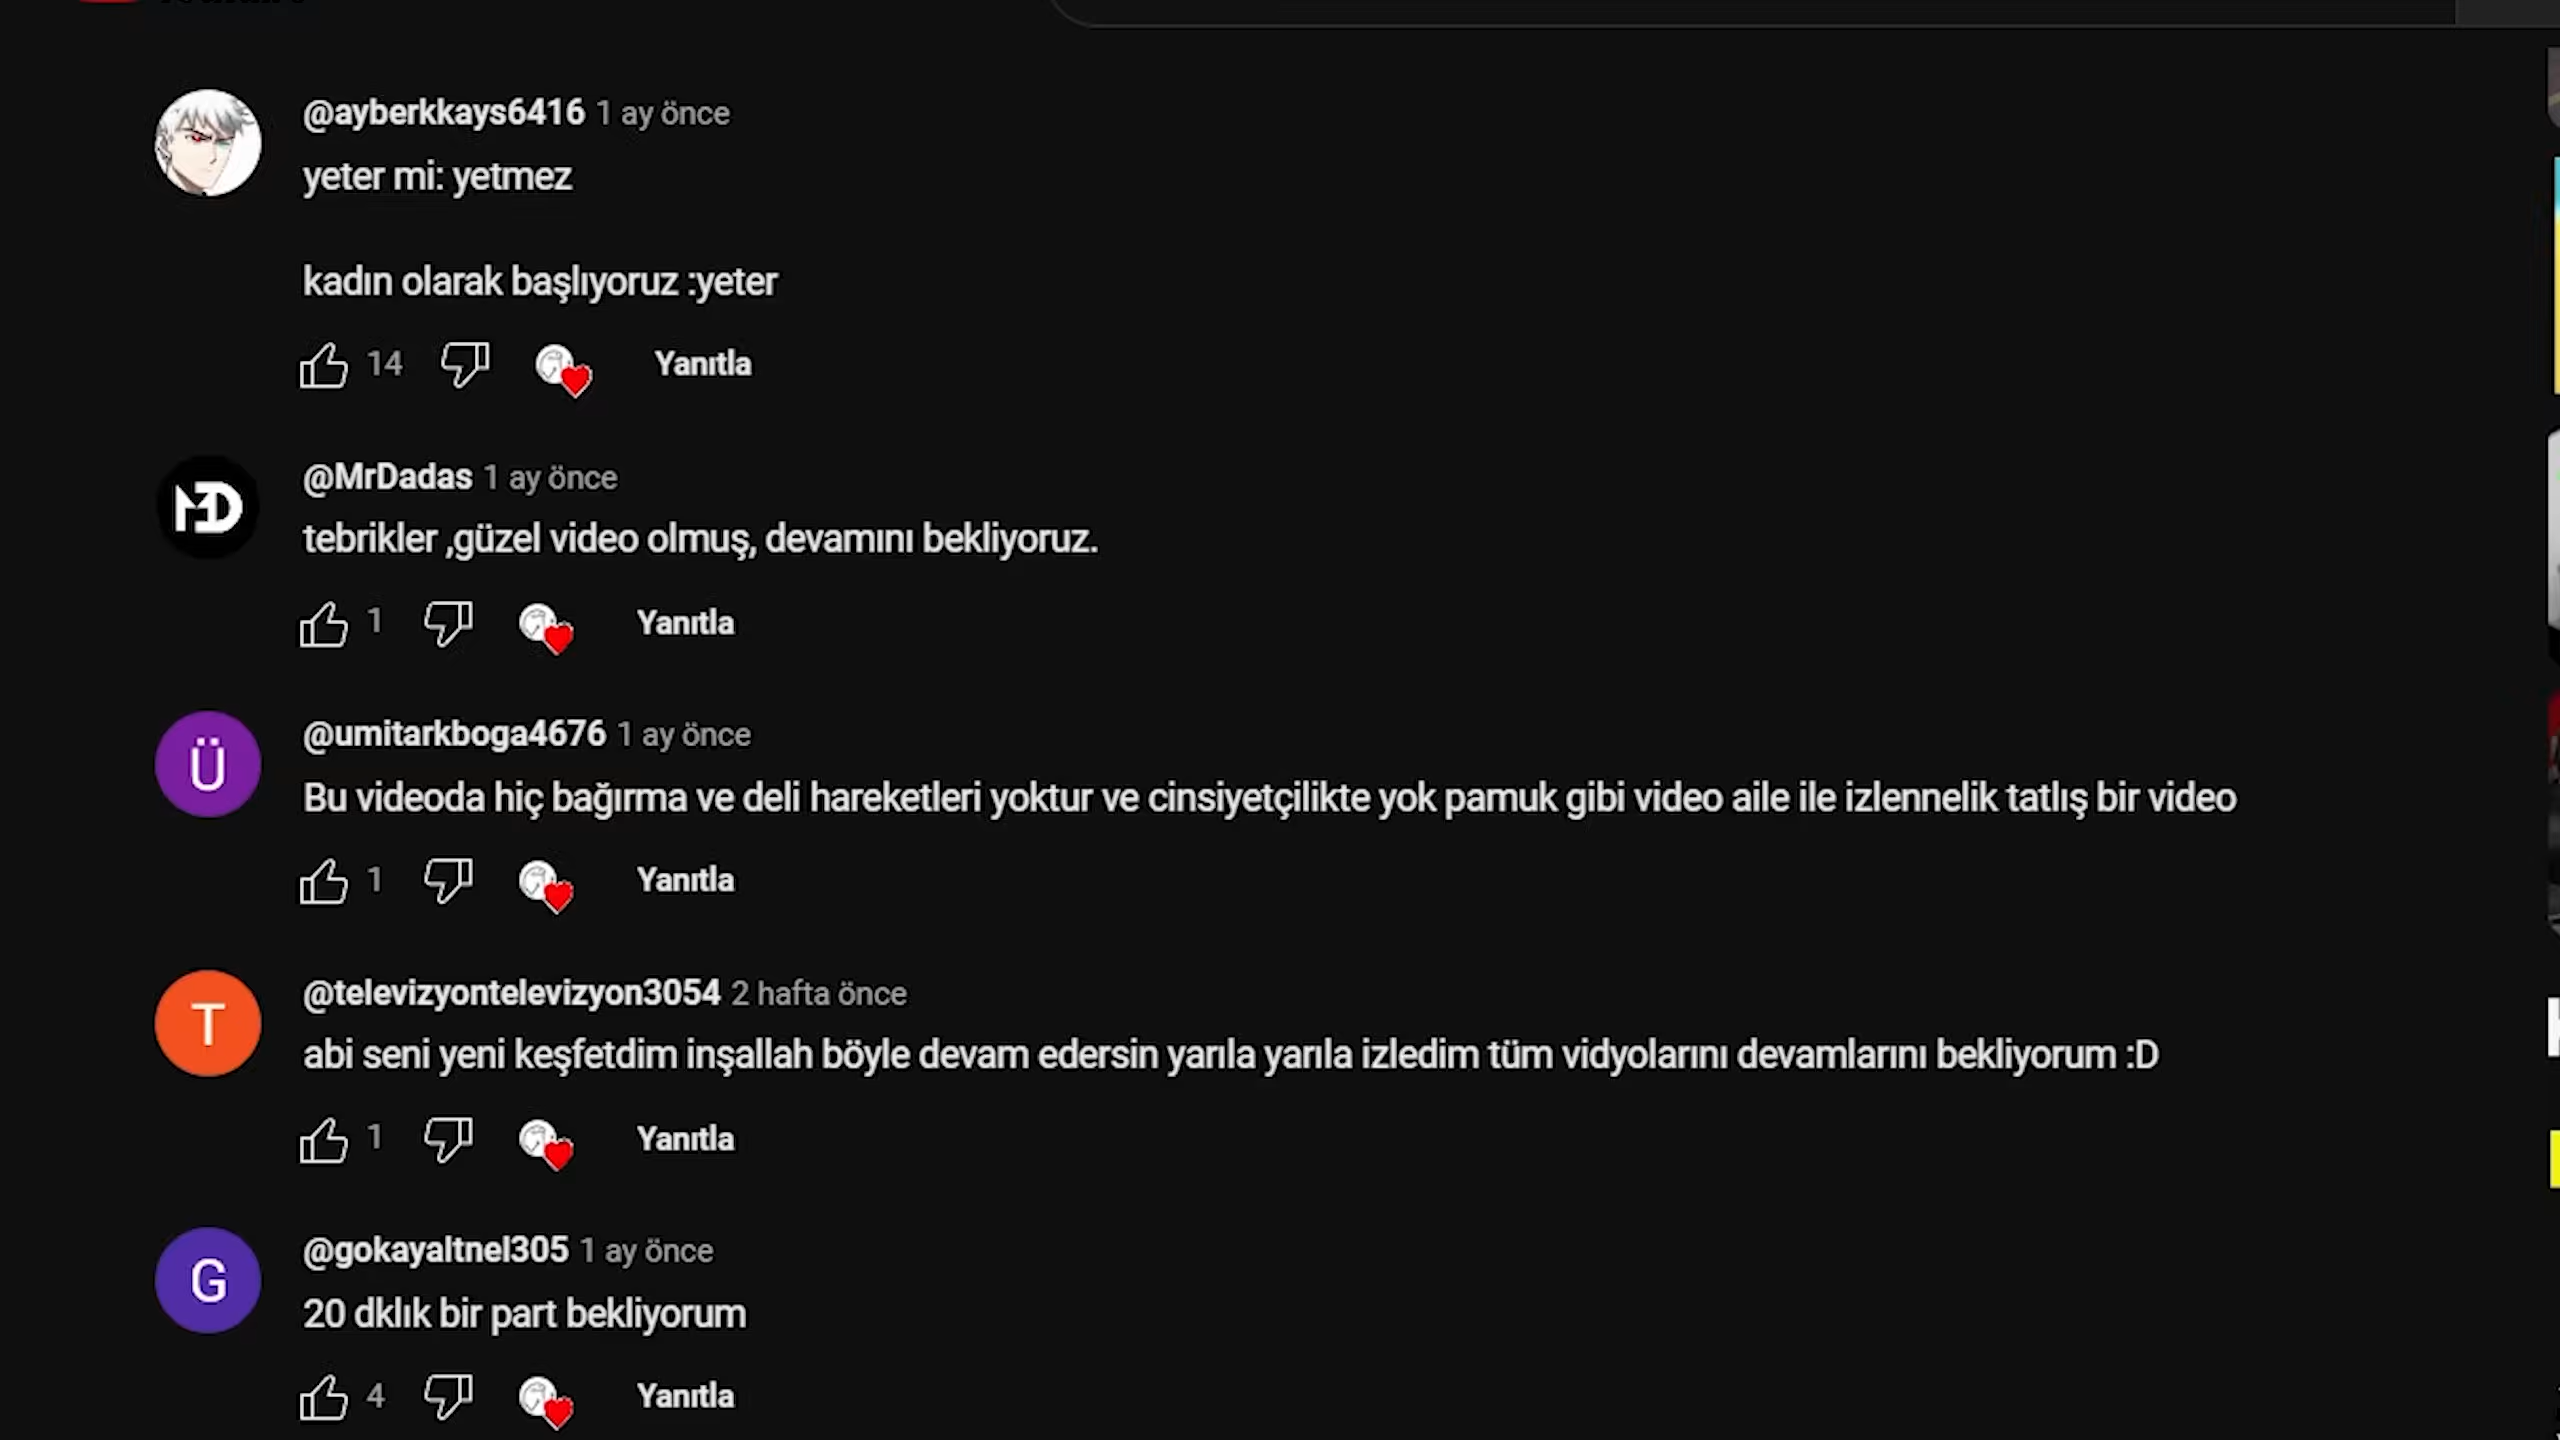 @ayberkkays6416 1 ay önce
yeter mi: yetmez
kadın olarak başlıyoruz :yeter
14 Yanıtla
MD
@MrDadas 1 ay önce
tebrikler ,güzel video olmuş, devamını bekliyoruz.
1 Yanıtla
Ü
@umitarkboga4676 1 ay önce
Bu videoda hiç bağırma ve deli hareketleri yoktur ve cinsiyetçilikte yok pamuk gibi video aile ile izlennelik tatlış bir video
1 Yanıtla
T
@televizyontelevizyon3054 2 hafta önce
abi seni yeni keşfetdim inşallah böyle devam edersin yarıla yarıla izledim tüm vidyolarını devamlarını bekliyorum :D
1 Yanıtla
G
@gokayaltnel305 1 ay önce
20 dklık bir part bekliyorum
4 Yanıtla